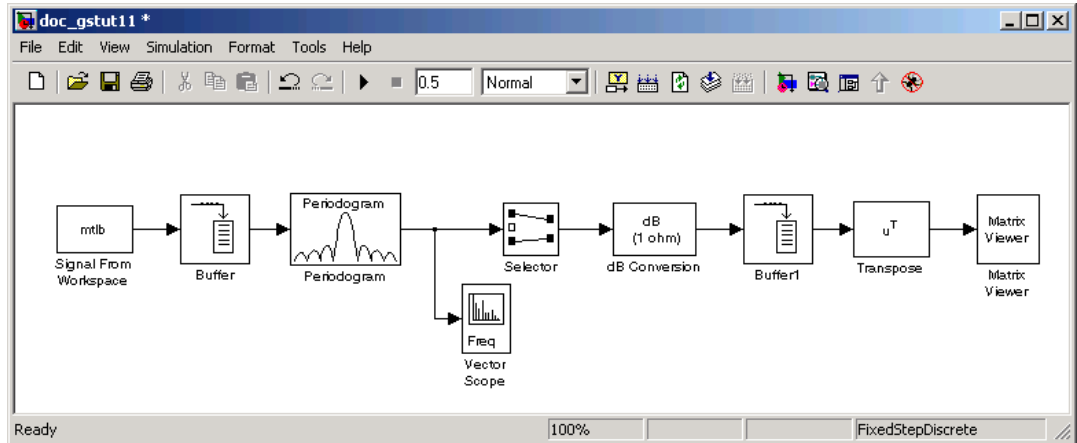 doc_gstut11 *
File Edit View Simulation Format Tools Help
0.5 Normal
mtlb
Signal From
Workspace
Buffer
Periodogram
Periodogram
Freq
Vector
Scope
Selector
dB
(1 ohm)
dB Conversion
Buffer1
uT
Transpose
Matrix
Viewer
Matrix
Viewer
Ready 100% FixedStepDiscrete